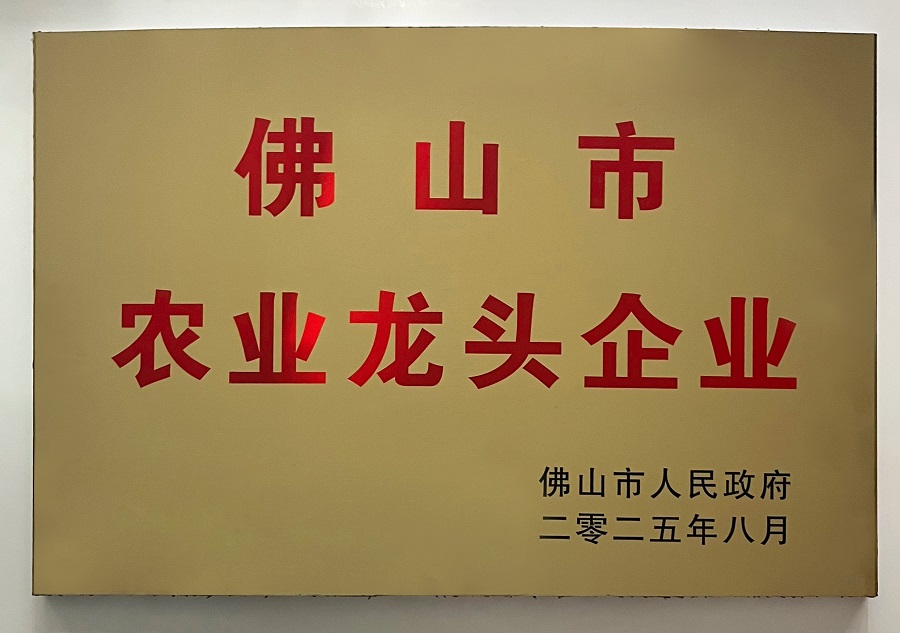 佛山市
农业龙头企业
佛山市人民政府
二零二五年八月